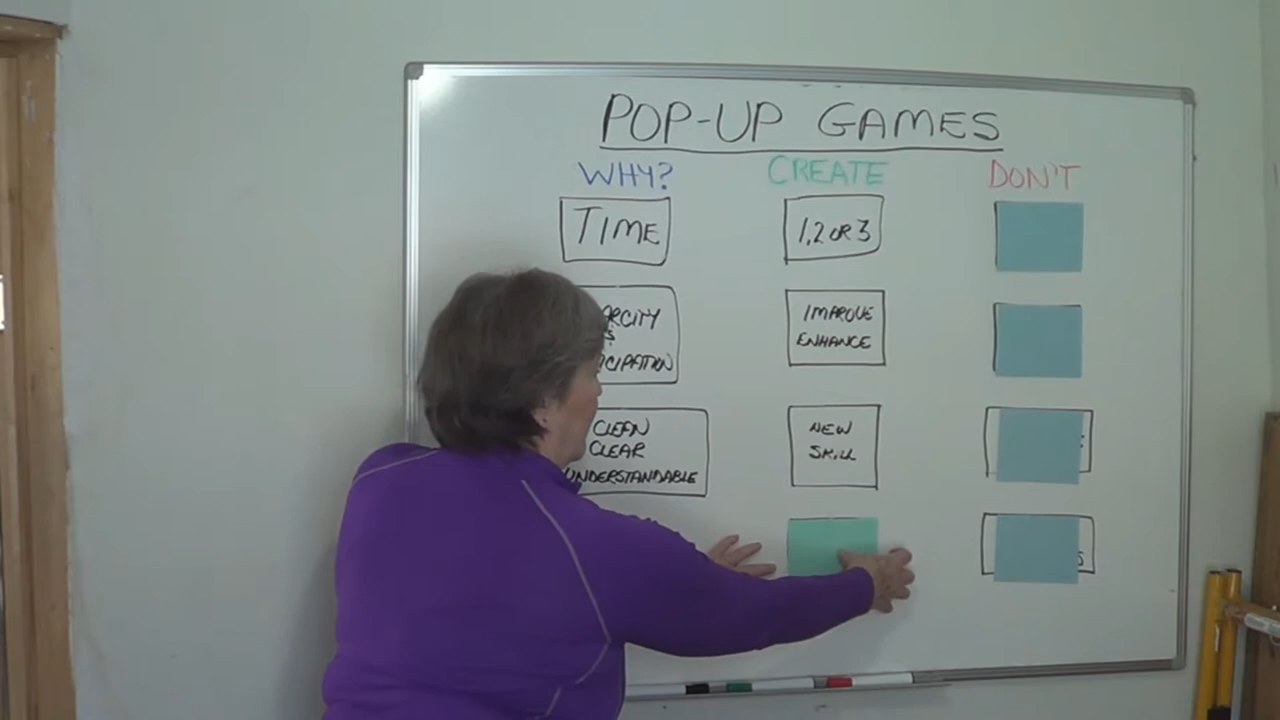 POP-UP GAMES
WHY?
CREATE
DON'T
TIME
1,2 OR 3
IMPROVE
ENHANCE
CLEAN
CLEAR
UNDERSTANDABLE
NEW
SKILL